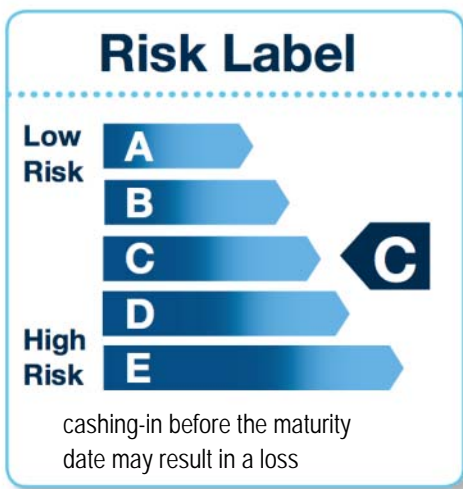 Risk Label
Low
Risk
A
B
C
C
D
High
Risk
E
cashing-in before the maturity
date may result in a loss